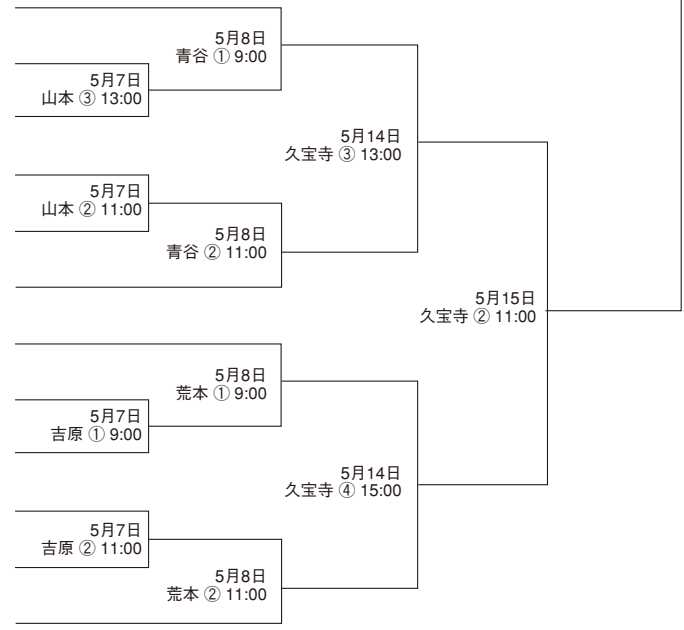 5月8日
青谷 ① 9:00
5月7日
山本 ③ 13:00
5月14日
久宝寺 ③ 13:00
5月7日
山本 ② 11:00
5月8日
青谷 ② 11:00
5月15日
久宝寺 ② 11:00
5月8日
荒本 ① 9:00
5月7日
吉原 ① 9:00
5月14日
久宝寺 ④ 15:00
5月7日
吉原 ② 11:00
5月8日
荒本 ② 11:00